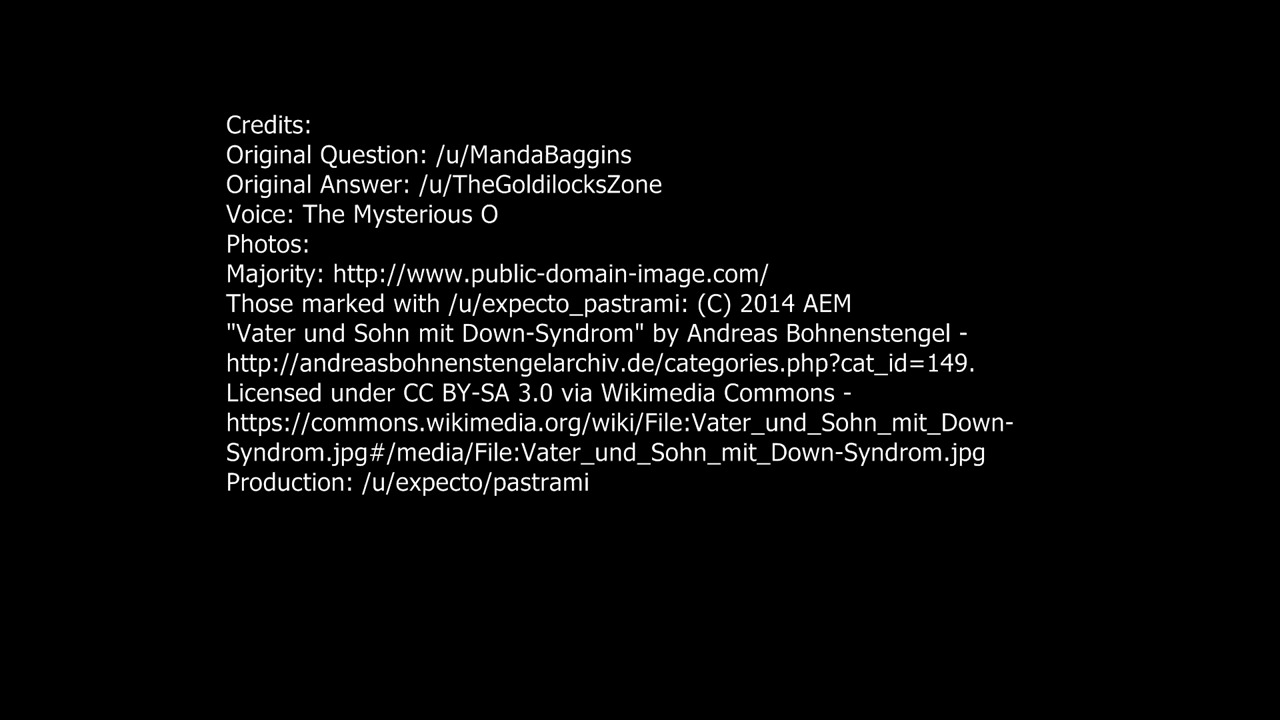 Credits:
Original Question: /u/MandaBaggins
Original Answer: /u/TheGoldilocksZone
Voice: The Mysterious O
Photos:
Majority: http://www.public-domain-image.com/
Those marked with /u/expecto_pastrami: (C) 2014 AEM
"Vater und Sohn mit Down-Syndrom" by Andreas Bohnenstengel -
http://andreasbohnenstengelarchiv.de/categories.php?cat_id=149.
Licensed under CC BY-SA 3.0 via Wikimedia Commons -
https://commons.wikimedia.org/wiki/File:Vater_und_Sohn_mit_Down-
Syndrom.jpg#/media/File:Vater_und_Sohn_mit_Down-Syndrom.jpg
Production: /u/expecto/pastrami